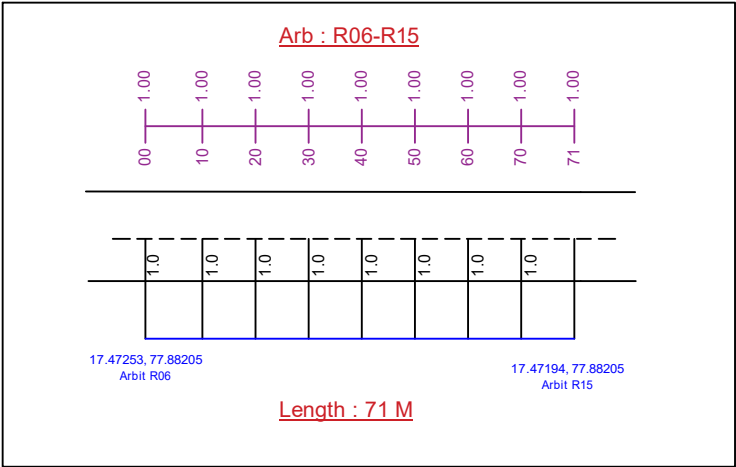 Arb : R06-R15
1.00 1.00 1.00 1.00 1.00 1.00 1.00 1.00 1.00
00 10 20 30 40 50 60 70 71
1.0 1.0 1.0 1.0 1.0 1.0 1.0 1.0
17.47253, 77.88205
Arbit R06
17.47194, 77.88205
Arbit R15
Length : 71 M